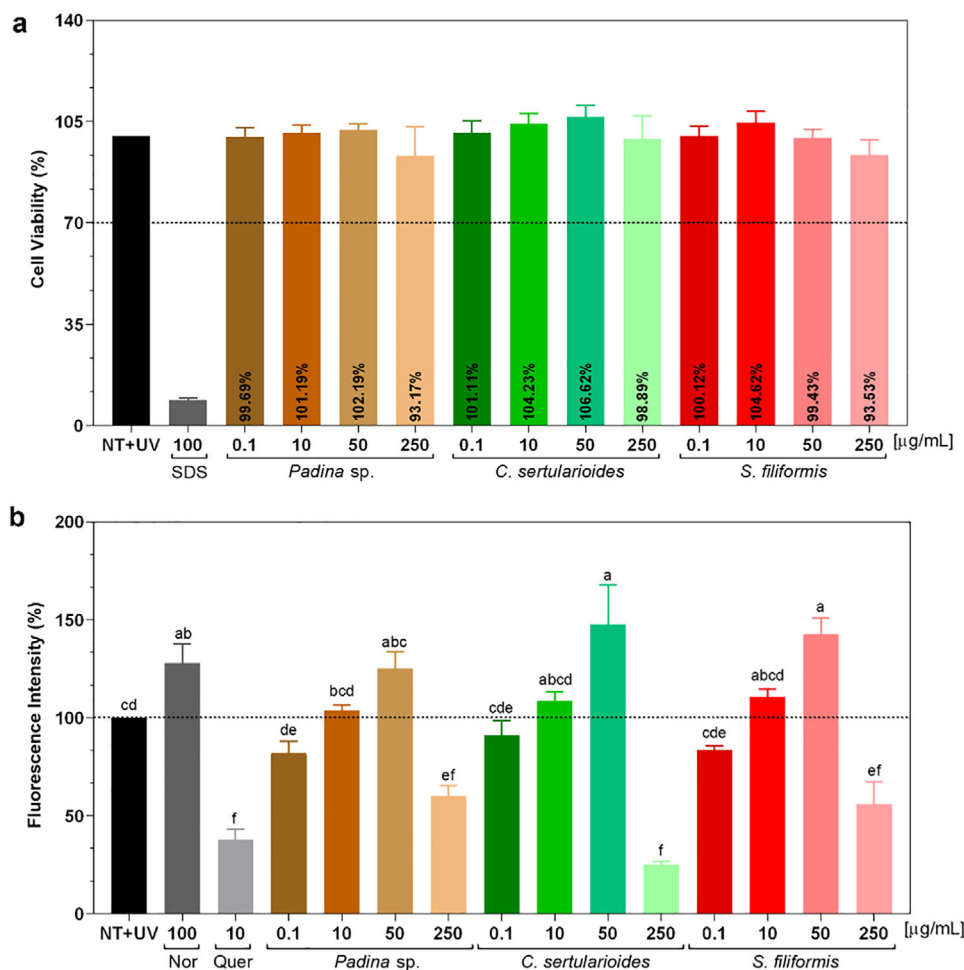 a
140
105
70
35
0
Cell Viability (%)
99.69%
101.19%
102.19%
93.17%
101.11%
104.23%
106.62%
98.89%
100.12%
104.62%
99.43%
93.53%
NT+UV 100 0.1 10 50 250 0.1 10 50 250 0.1 10 50 250 [μg/mL]
SDS Padina sp. C. sertularioides S. filiformis
b
200
150
100
50
0
Fluorescence Intensity (%)
cd ab f de bcd abc ef cde abcd a f cde abcd a ef
NT+UV 100 10 0.1 10 50 250 0.1 10 50 250 0.1 10 50 250 [μg/mL]
Nor Quer Padina sp. C. sertularioides S. filiformis